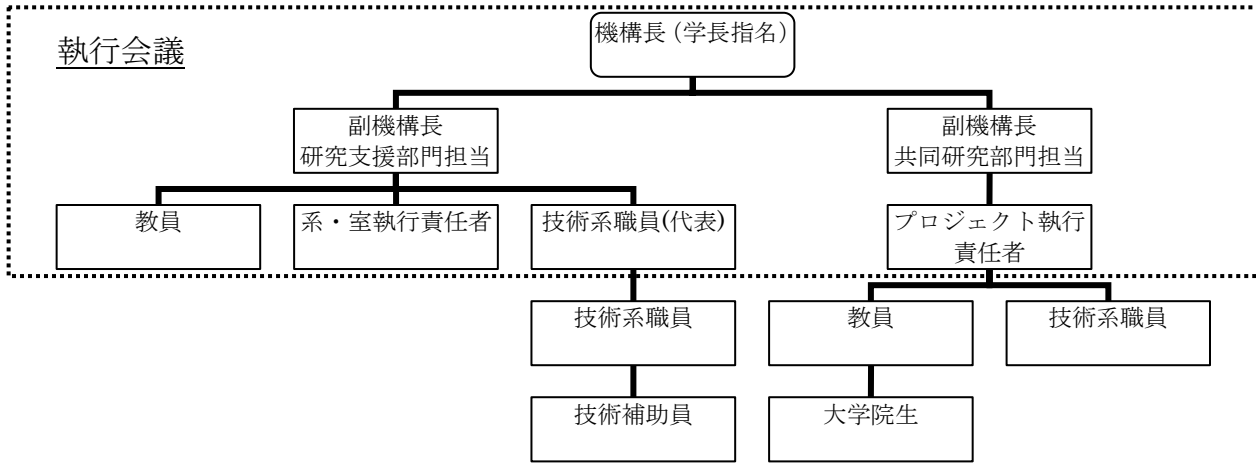 執行会議
機構長（学長指名）
副機構長
研究支援部門担当
副機構長
共同研究部門担当
教員
系・室執行責任者
技術系職員(代表)
プロジェクト執行
責任者
技術系職員
教員
技術系職員
技術補助員
大学院生